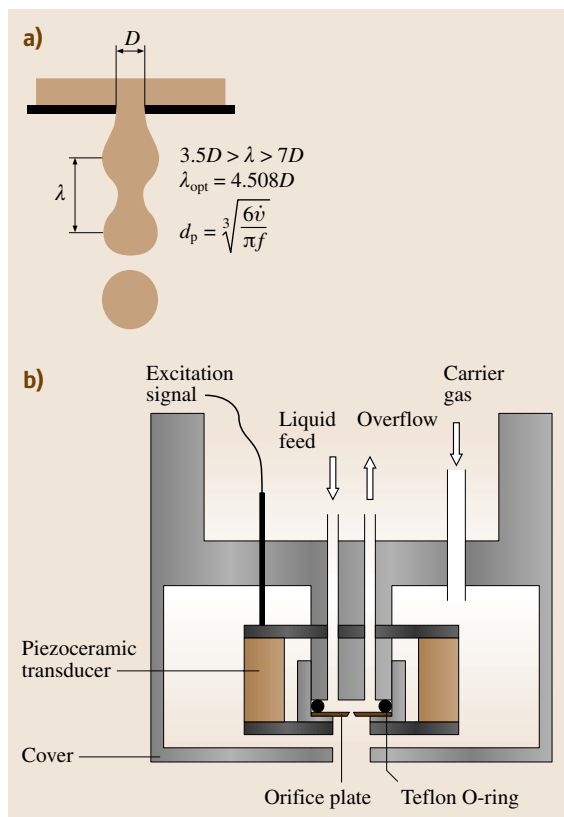 a)
D
λ
3.5D > λ > 7D
λopt = 4.508D
dp = ∛(6v̇/πf)
b)
Excitation
signal
Liquid
feed
Overflow
Carrier
gas
Piezoceramic
transducer
Cover
Orifice plate
Teflon O-ring